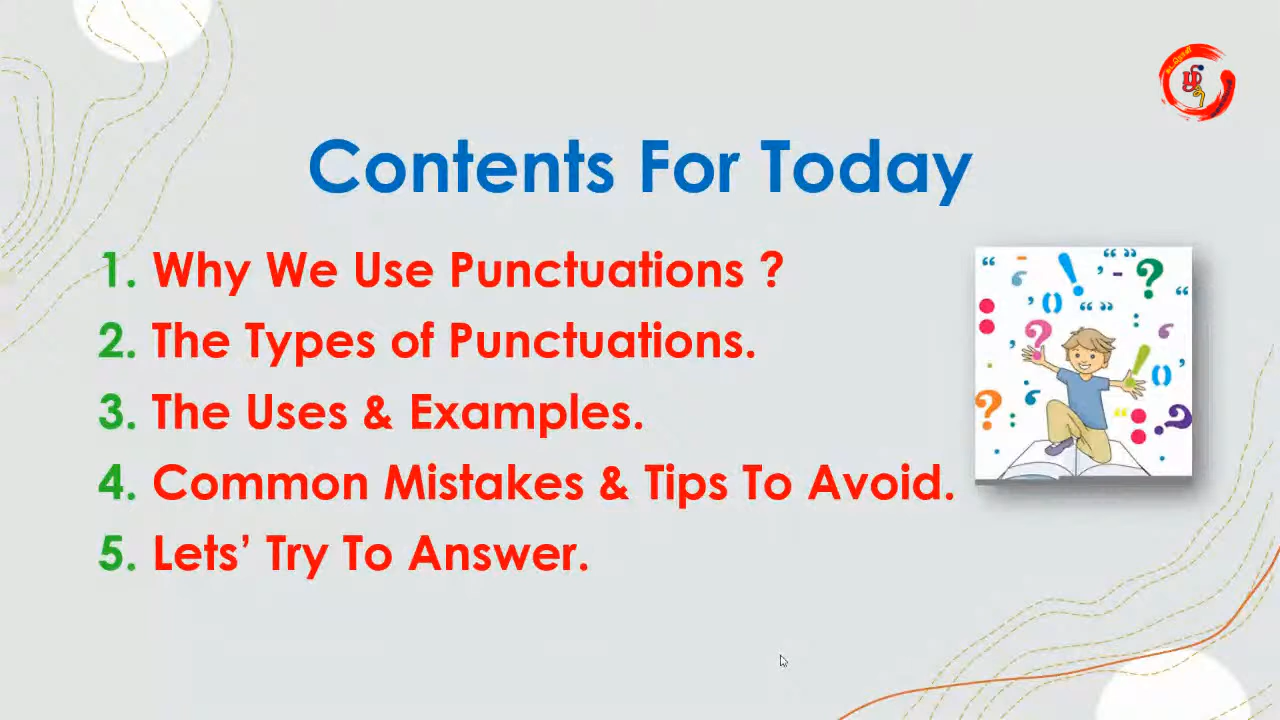 Contents For Today
1. Why We Use Punctuations ?
2. The Types of Punctuations.
3. The Uses & Examples.
4. Common Mistakes & Tips To Avoid.
5. Lets’ Try To Answer.